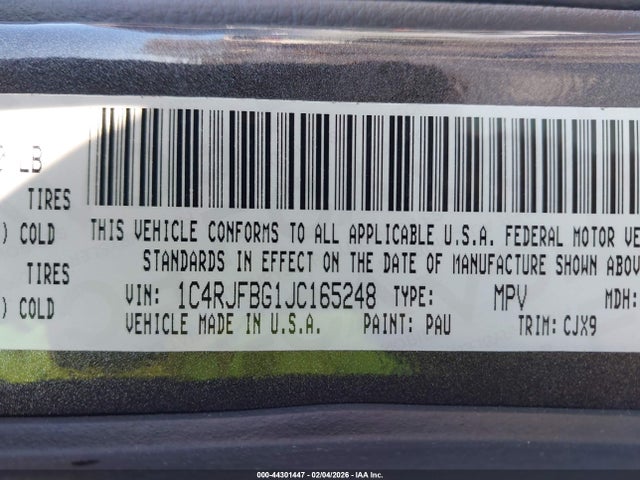 LB
TIRES
) COLD
TIRES
) COLD
THIS VEHICLE CONFORMS TO ALL APPLICABLE U.S.A. FEDERAL MOTOR VE
STANDARDS IN EFFECT ON THE DATE OF MANUFACTURE SHOWN ABOV
VIN: 1C4RJFBG1JC165248 TYPE: MPV MDH:
VEHICLE MADE IN U.S.A. PAINT: PAU TRIM: CJX9
000-44301447 - 02/04/2026 - IAA Inc.